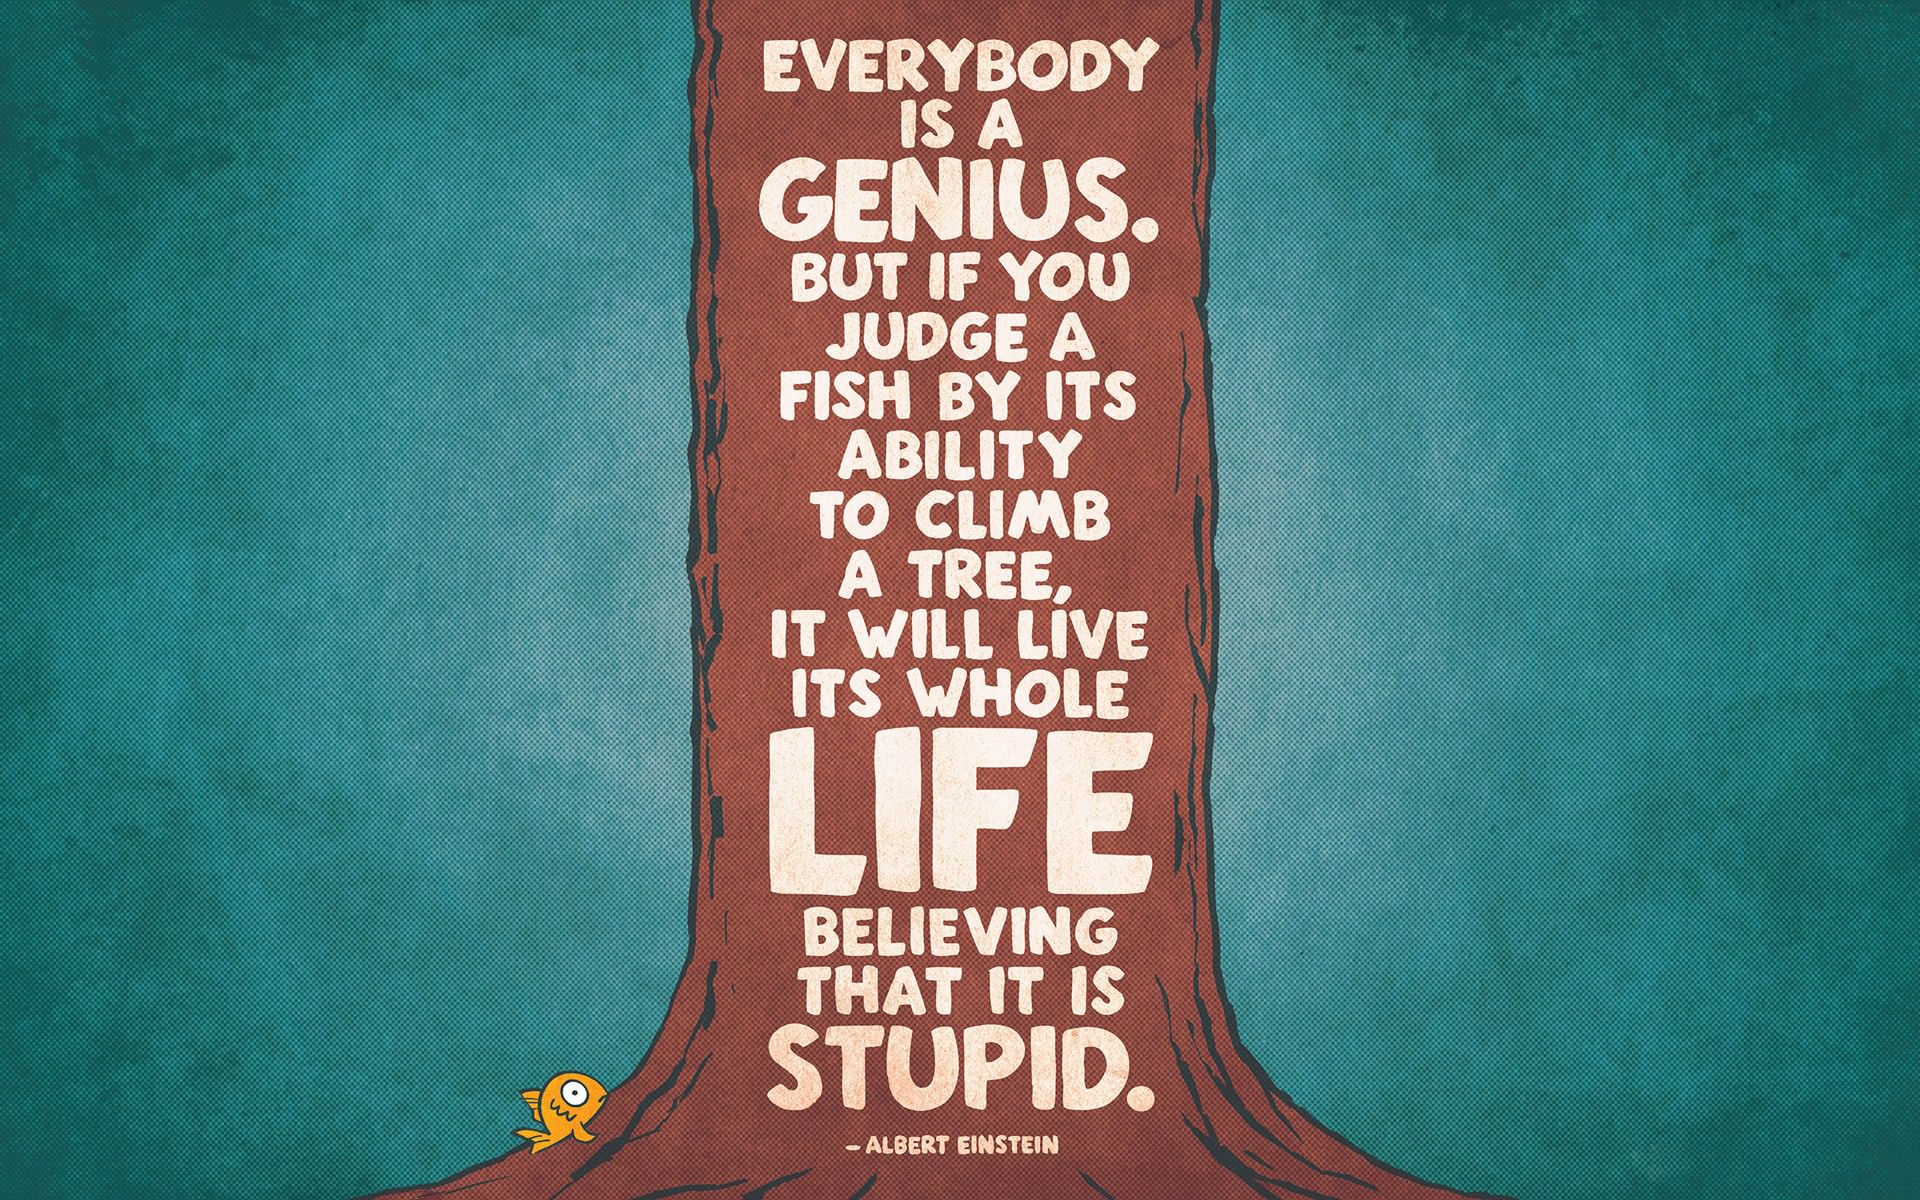 EVERYBODY
IS A
GENIUS.
BUT IF YOU
JUDGE A
FISH BY ITS
ABILITY
TO CLIMB
A TREE,
IT WILL LIVE
ITS WHOLE
LIFE
BELIEVING
THAT IT IS
STUPID.
– ALBERT EINSTEIN